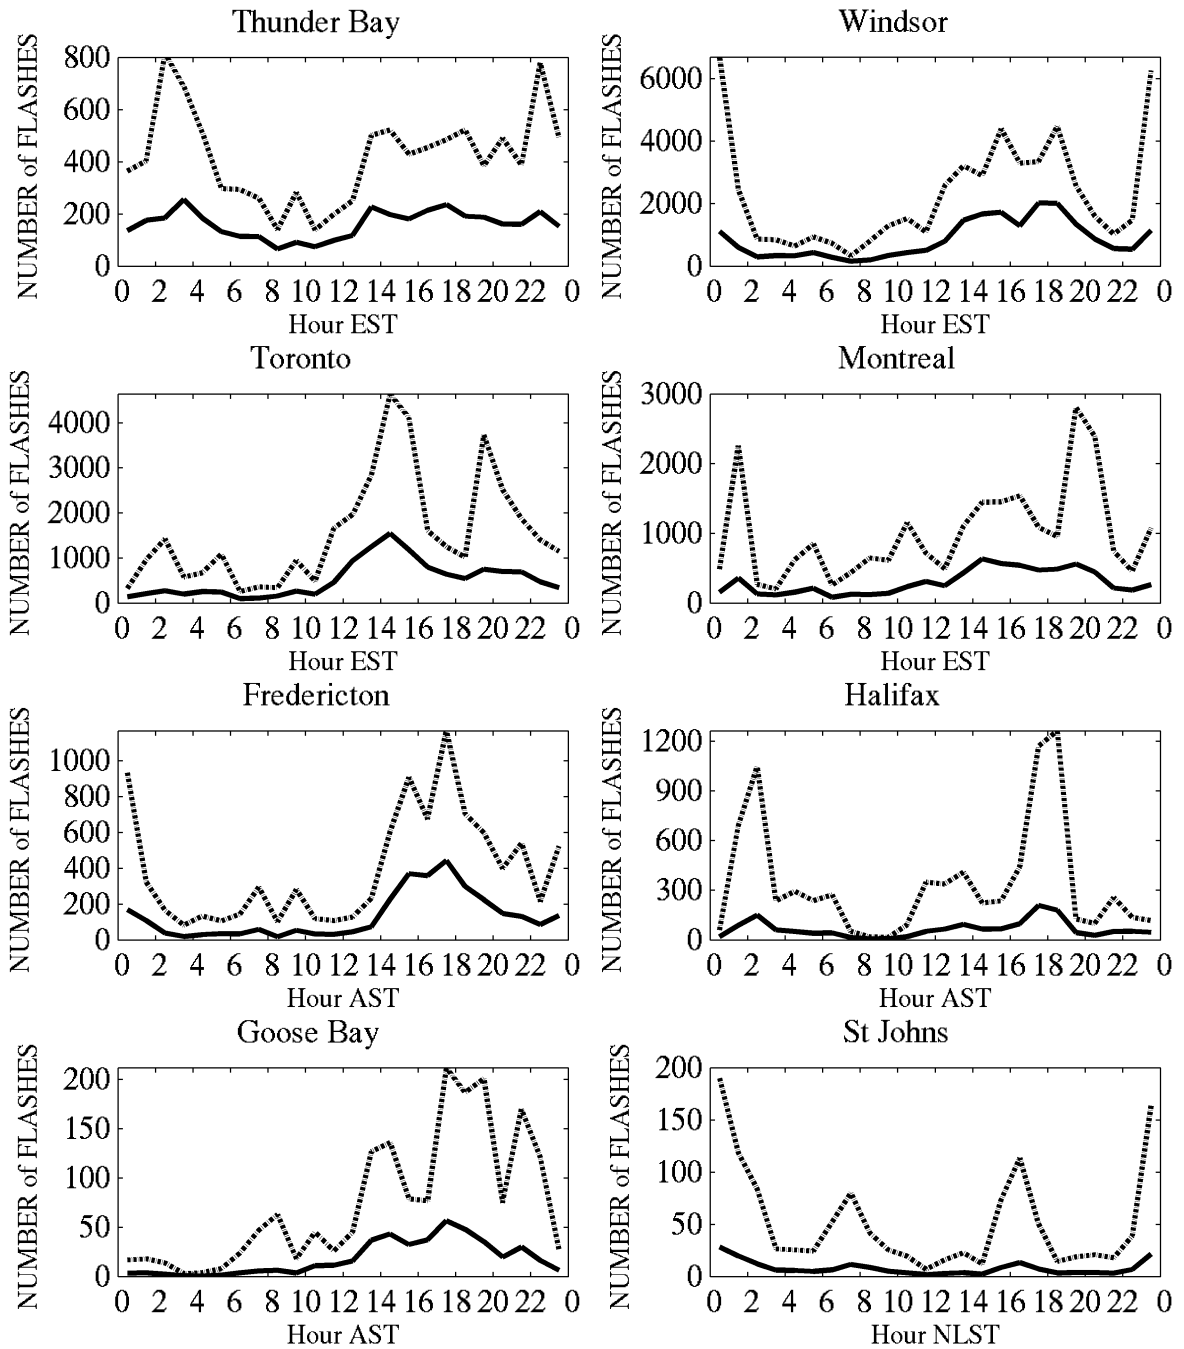 Thunder Bay
NUMBER of FLASHES
800
600
400
200
0
0 2 4 6 8 10 12 14 16 18 20 22 0
Hour EST
Windsor
NUMBER of FLASHES
6000
4000
2000
0
0 2 4 6 8 10 12 14 16 18 20 22 0
Hour EST
Toronto
NUMBER of FLASHES
4000
3000
2000
1000
0
0 2 4 6 8 10 12 14 16 18 20 22 0
Hour EST
Montreal
NUMBER of FLASHES
3000
2000
1000
0
0 2 4 6 8 10 12 14 16 18 20 22 0
Hour EST
Fredericton
NUMBER of FLASHES
1000
800
600
400
200
0
0 2 4 6 8 10 12 14 16 18 20 22 0
Hour AST
Halifax
NUMBER of FLASHES
1200
900
600
300
0
0 2 4 6 8 10 12 14 16 18 20 22 0
Hour AST
Goose Bay
NUMBER of FLASHES
200
150
100
50
0
0 2 4 6 8 10 12 14 16 18 20 22 0
Hour AST
St Johns
NUMBER of FLASHES
200
150
100
50
0
0 2 4 6 8 10 12 14 16 18 20 22 0
Hour NLST